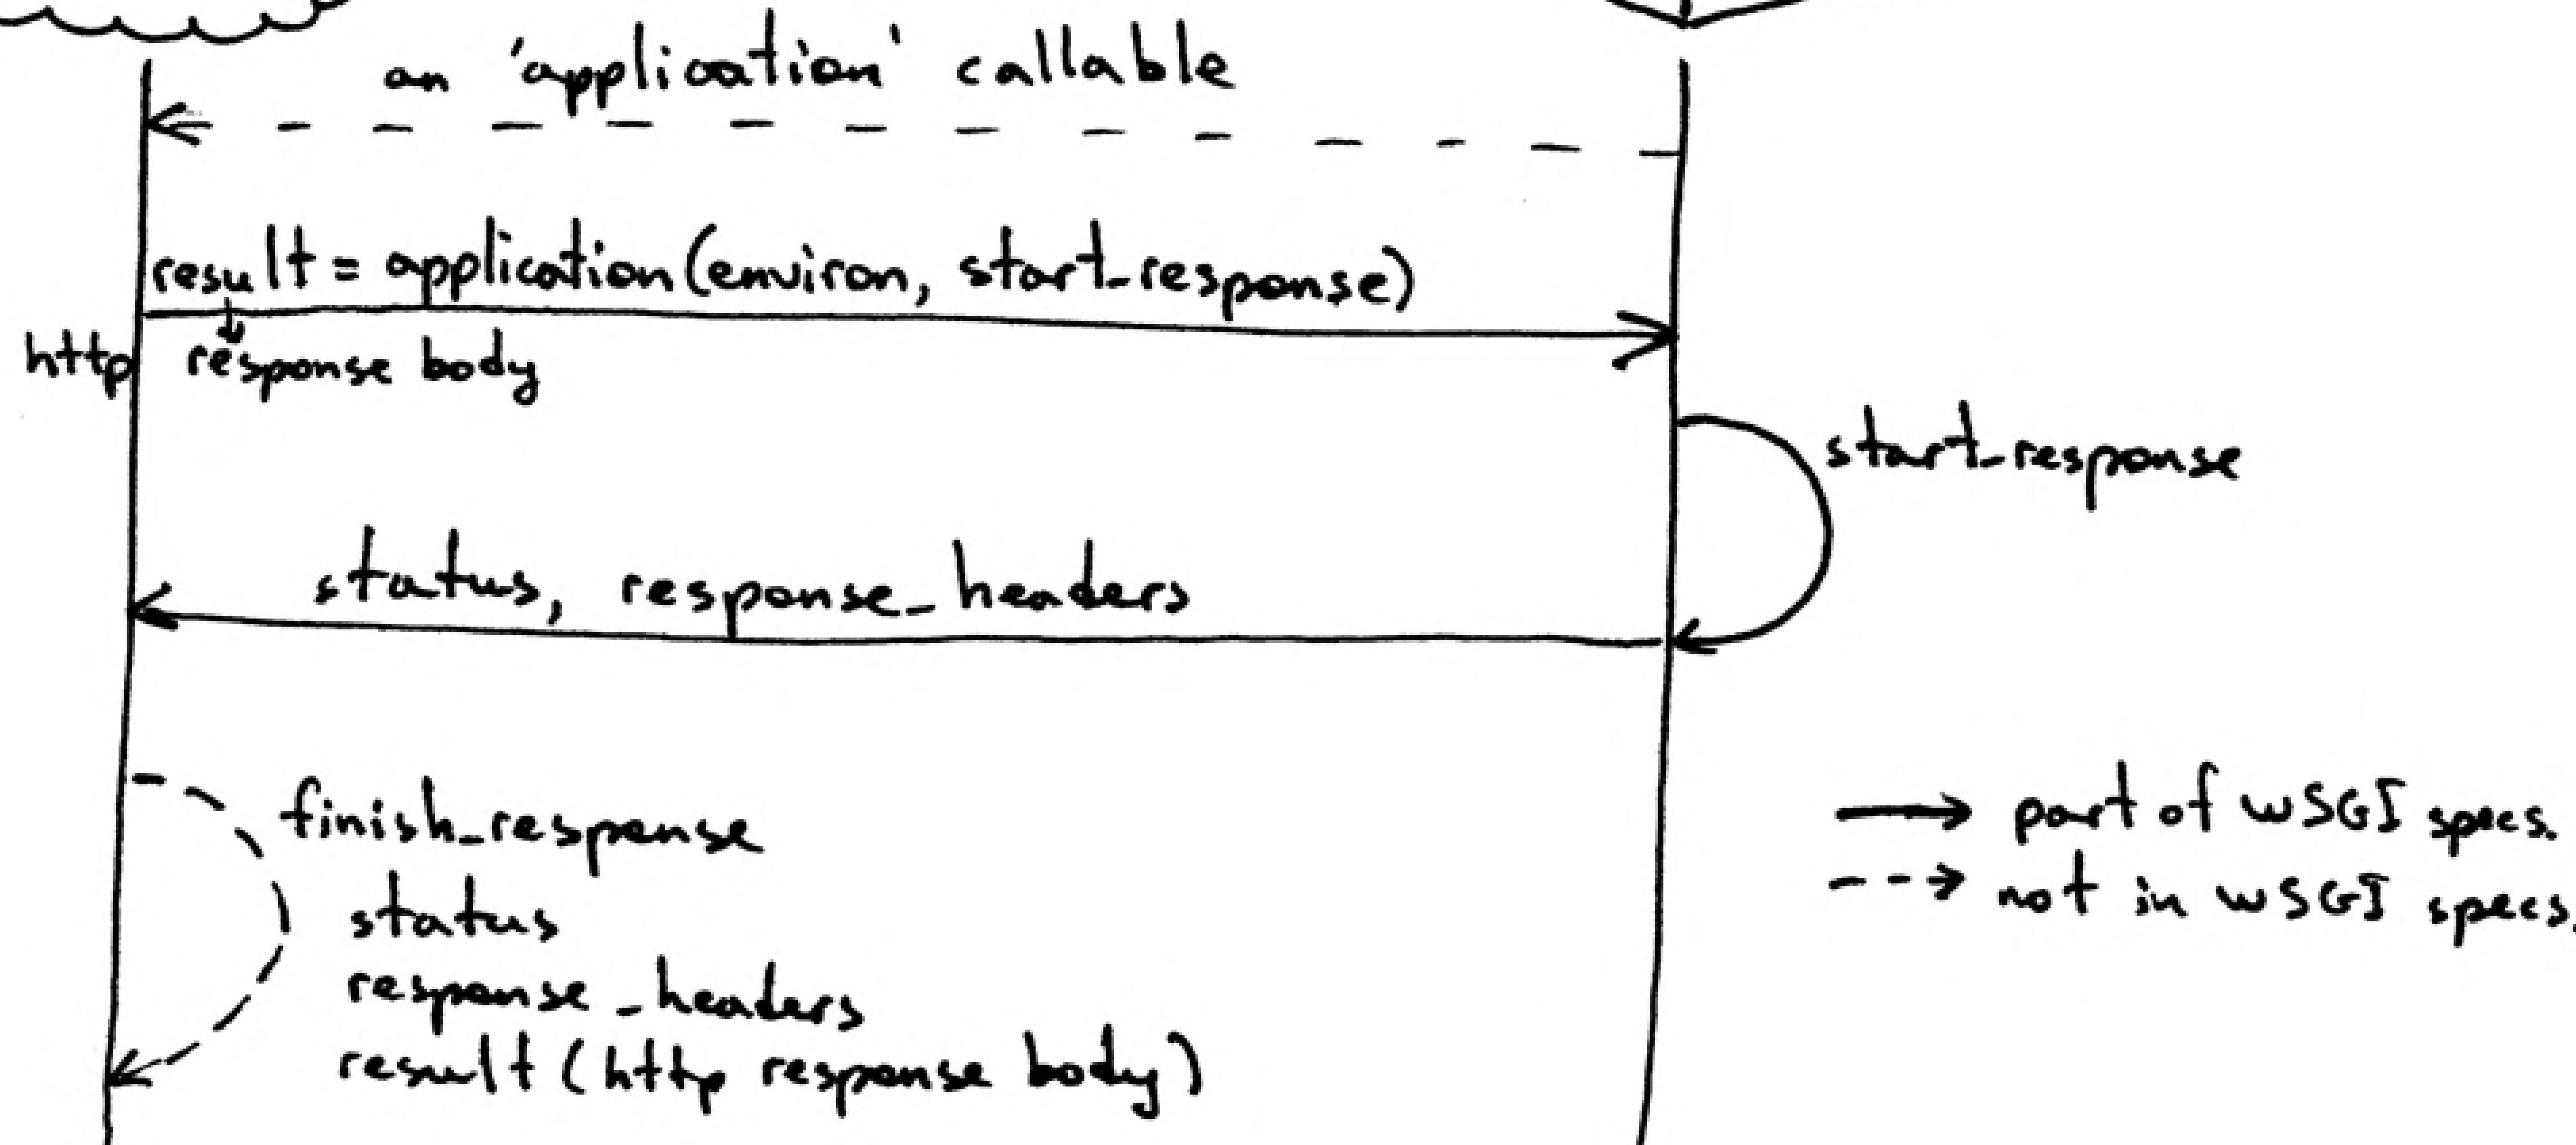 an 'application' callable
result = application(environ, start_response)
http response body
start_response
status, response_headers
finish_response
status
response_headers
result (http response body)
part of WSGI specs.
not in WSGI specs.